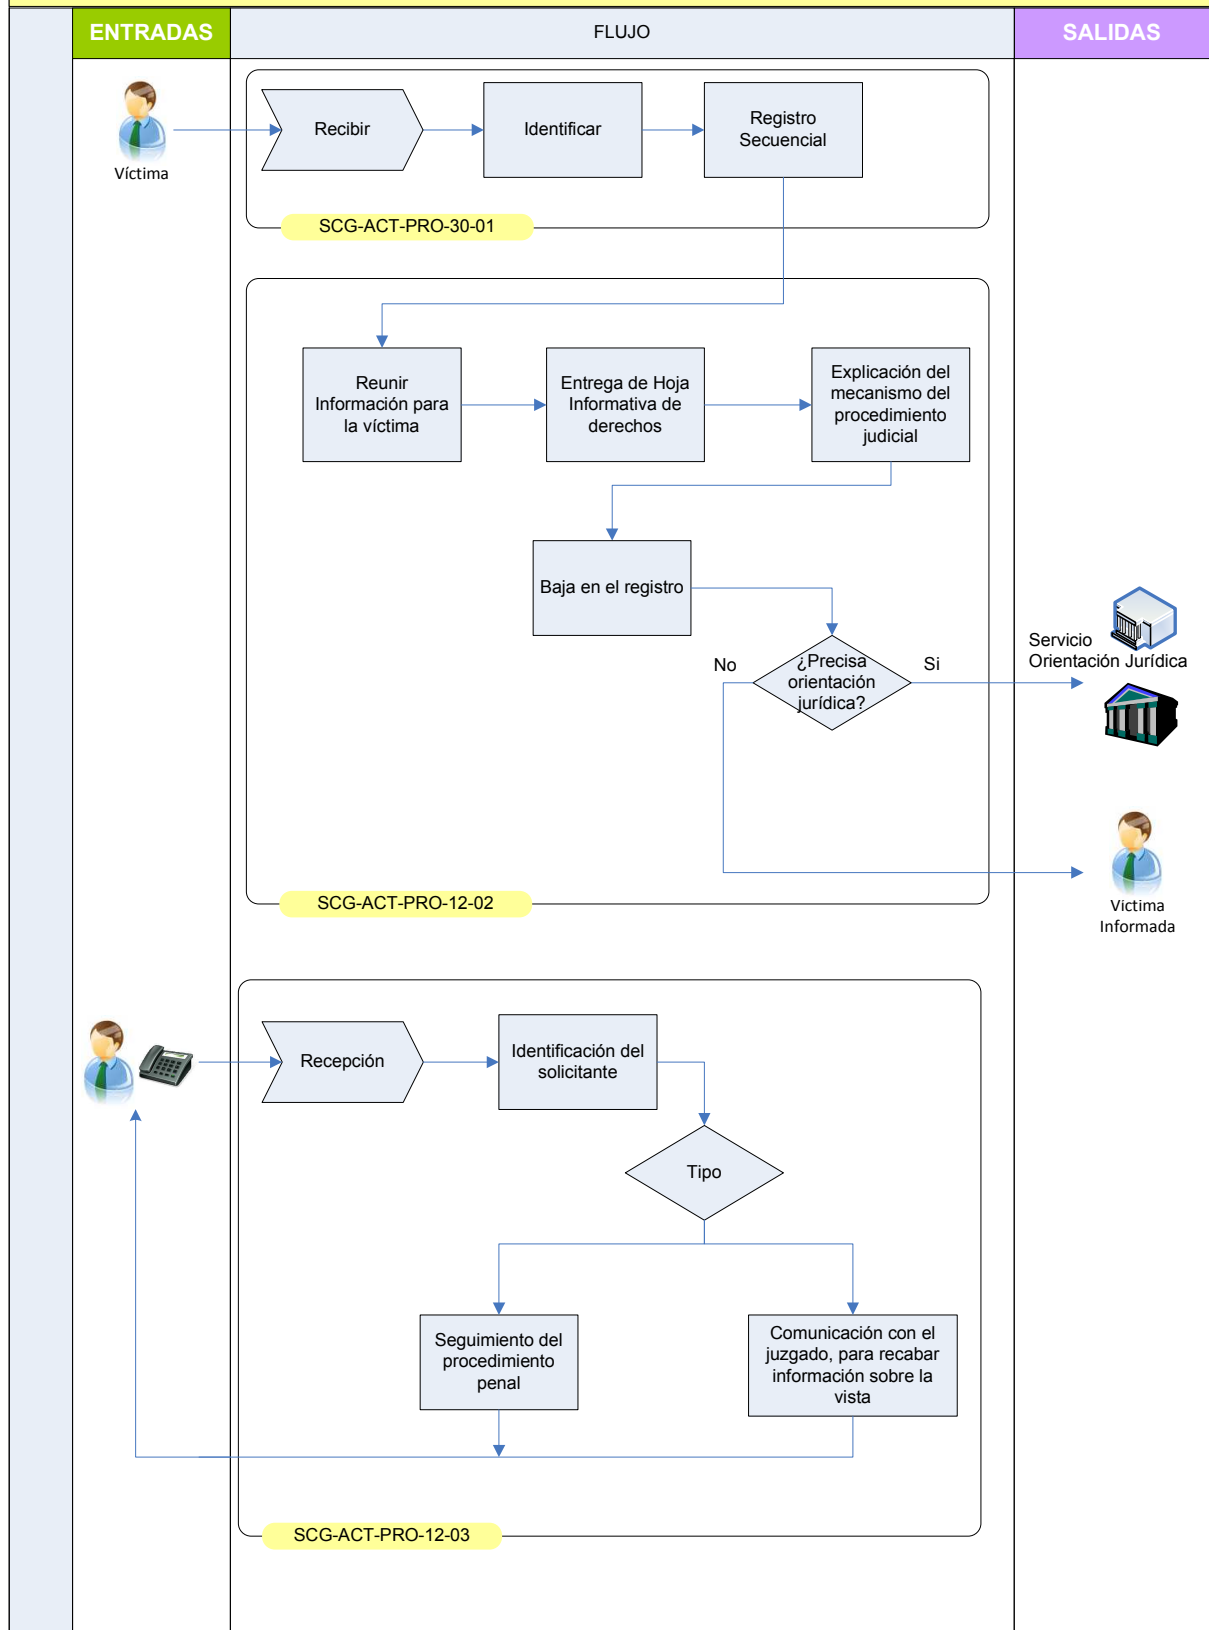 ENTRADAS
FLUJO
SALIDAS
Víctima
Recibir
Identificar
Registro
Secuencial
SCG-ACT-PRO-30-01
Reunir
Información para
la víctima
Entrega de Hoja
Informativa de
derechos
Explicación del
mecanismo del
procedimiento
judicial
Baja en el registro
¿Precisa
orientación
jurídica?
No
Si
Servicio
Orientación Jurídica
Victima
Informada
SCG-ACT-PRO-12-02
Recepción
Identificación del
solicitante
Tipo
Seguimiento del
procedimiento
penal
Comunicación con el
juzgado, para recabar
información sobre la
vista
SCG-ACT-PRO-12-03